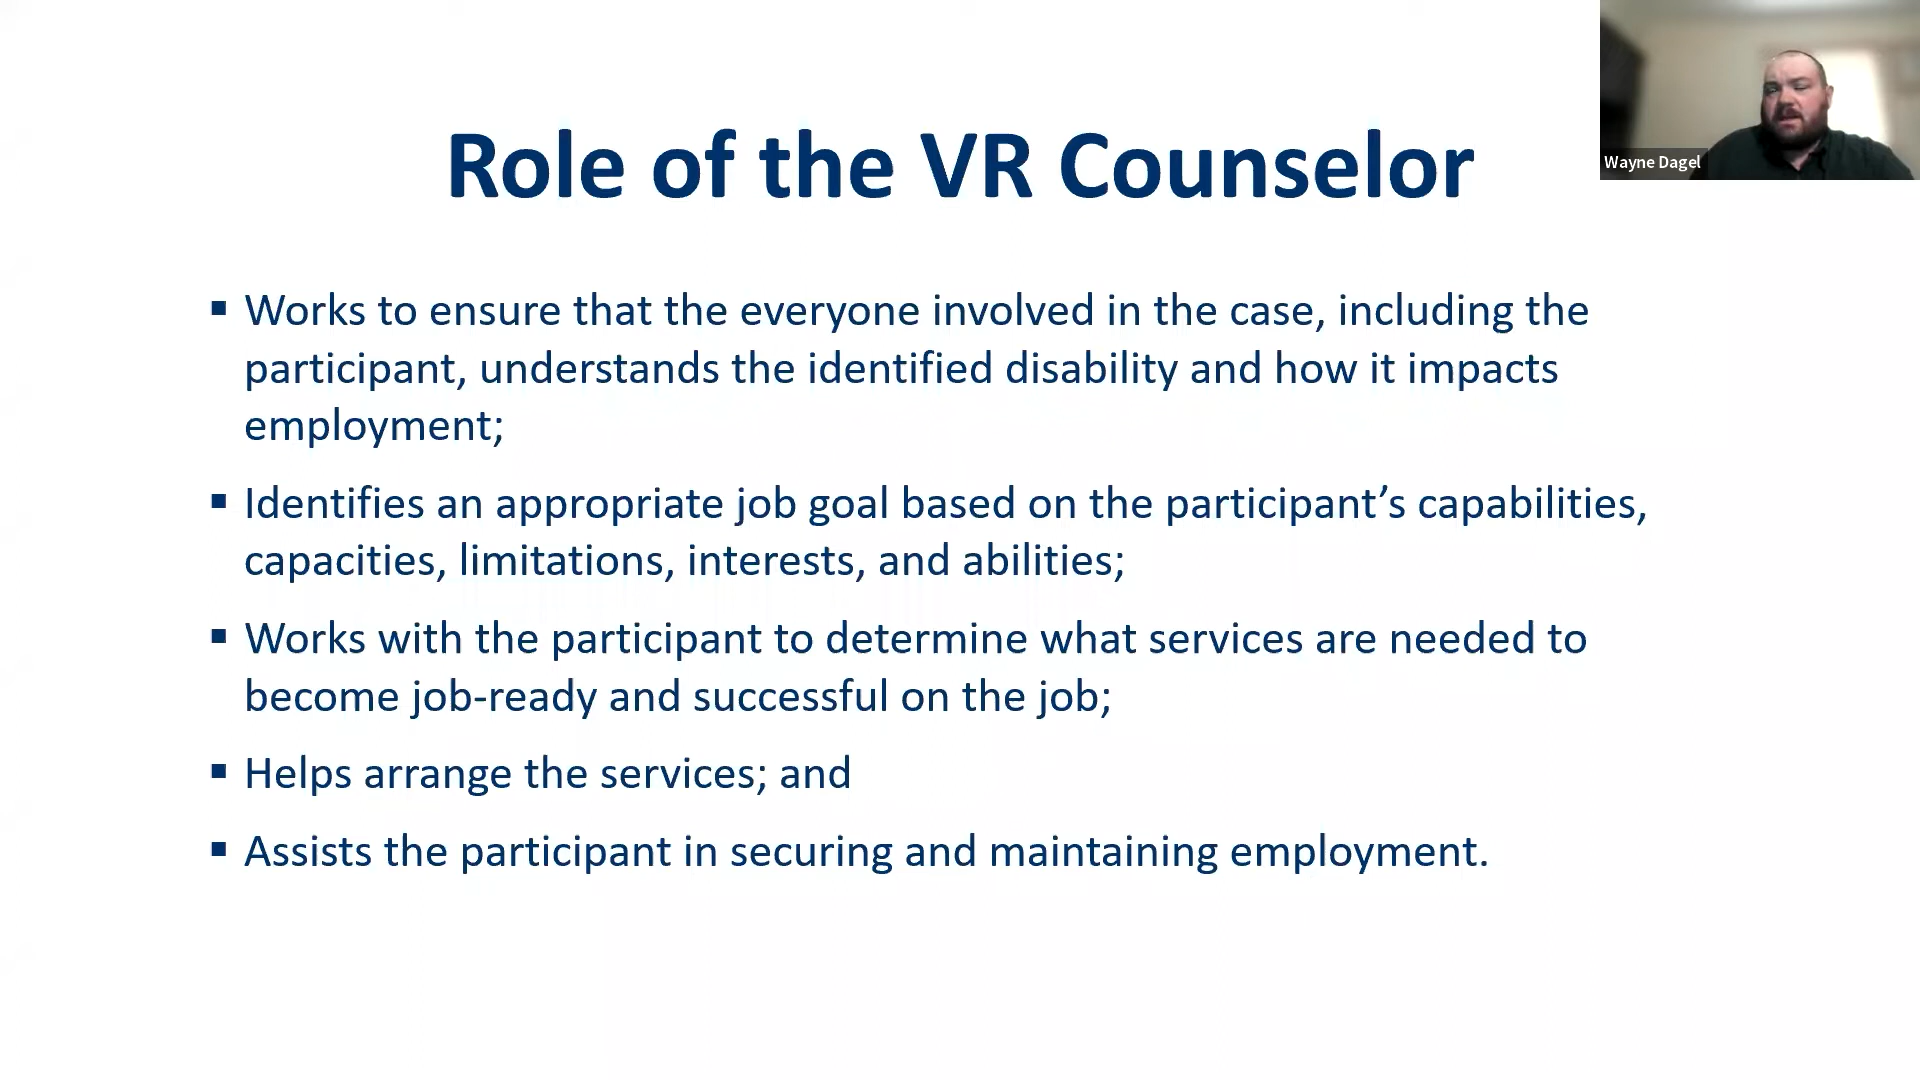 Role of the VR Counselor
Wayne Dagel
▪ Works to ensure that the everyone involved in the case, including the
participant, understands the identified disability and how it impacts
employment;
▪ Identifies an appropriate job goal based on the participant’s capabilities,
capacities, limitations, interests, and abilities;
▪ Works with the participant to determine what services are needed to
become job-ready and successful on the job;
▪ Helps arrange the services; and
▪ Assists the participant in securing and maintaining employment.